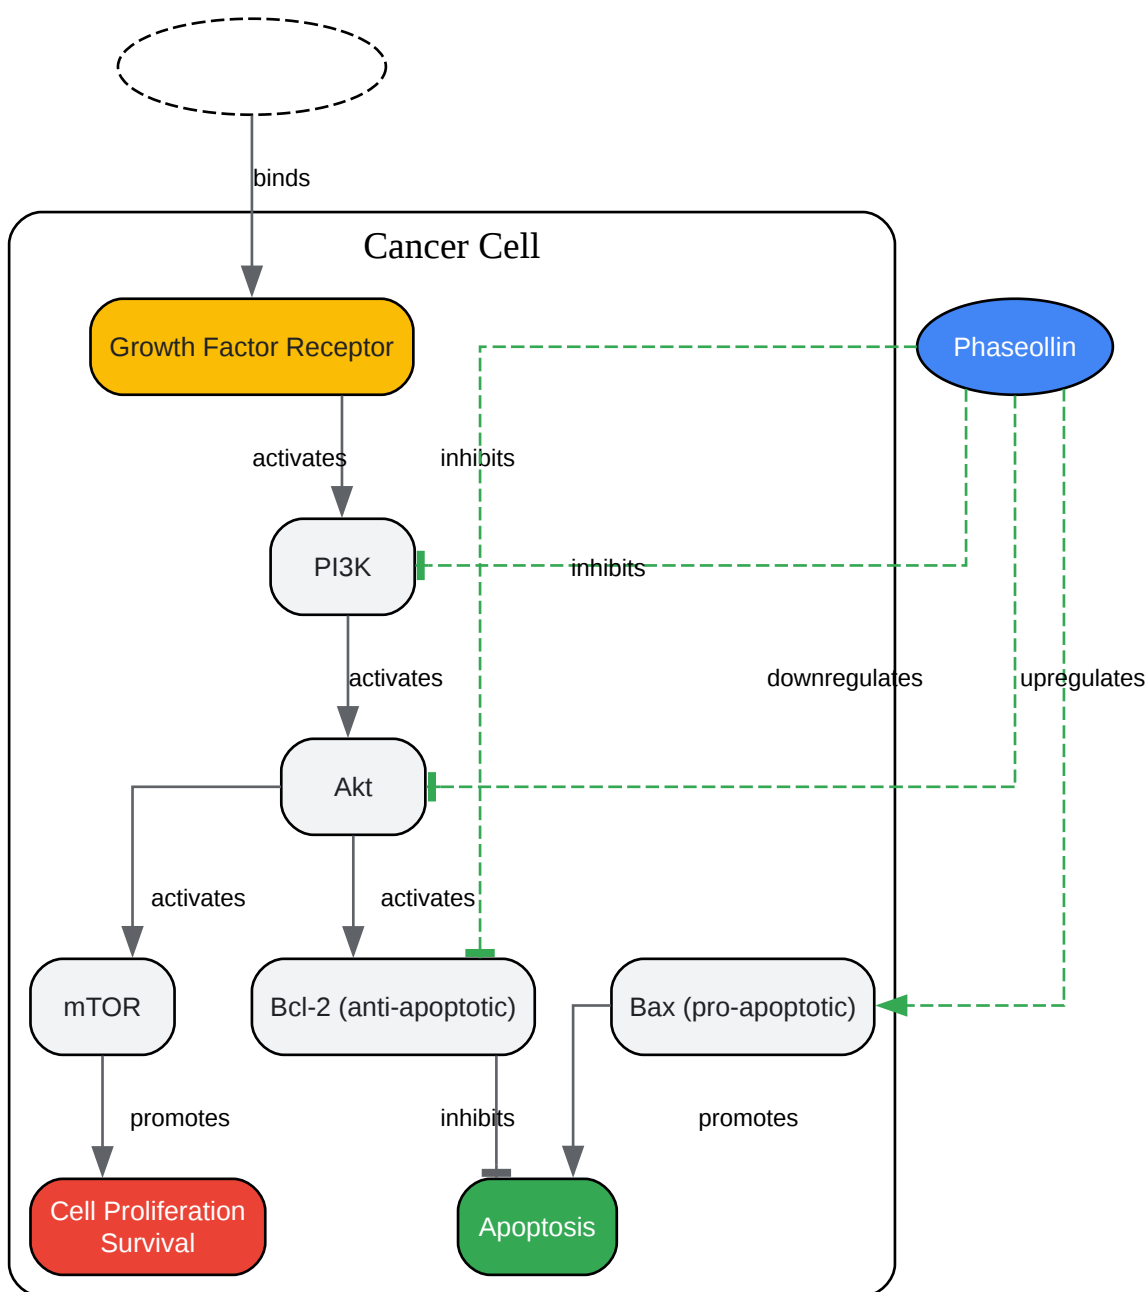 binds
Cancer Cell
Growth Factor Receptor
Phaseollin
activates
inhibits
PI3K
inhibits
activates
downregulates
upregulates
Akt
activates
activates
mTOR
Bcl-2 (anti-apoptotic)
Bax (pro-apoptotic)
promotes
inhibits
promotes
Cell Proliferation
Survival
Apoptosis